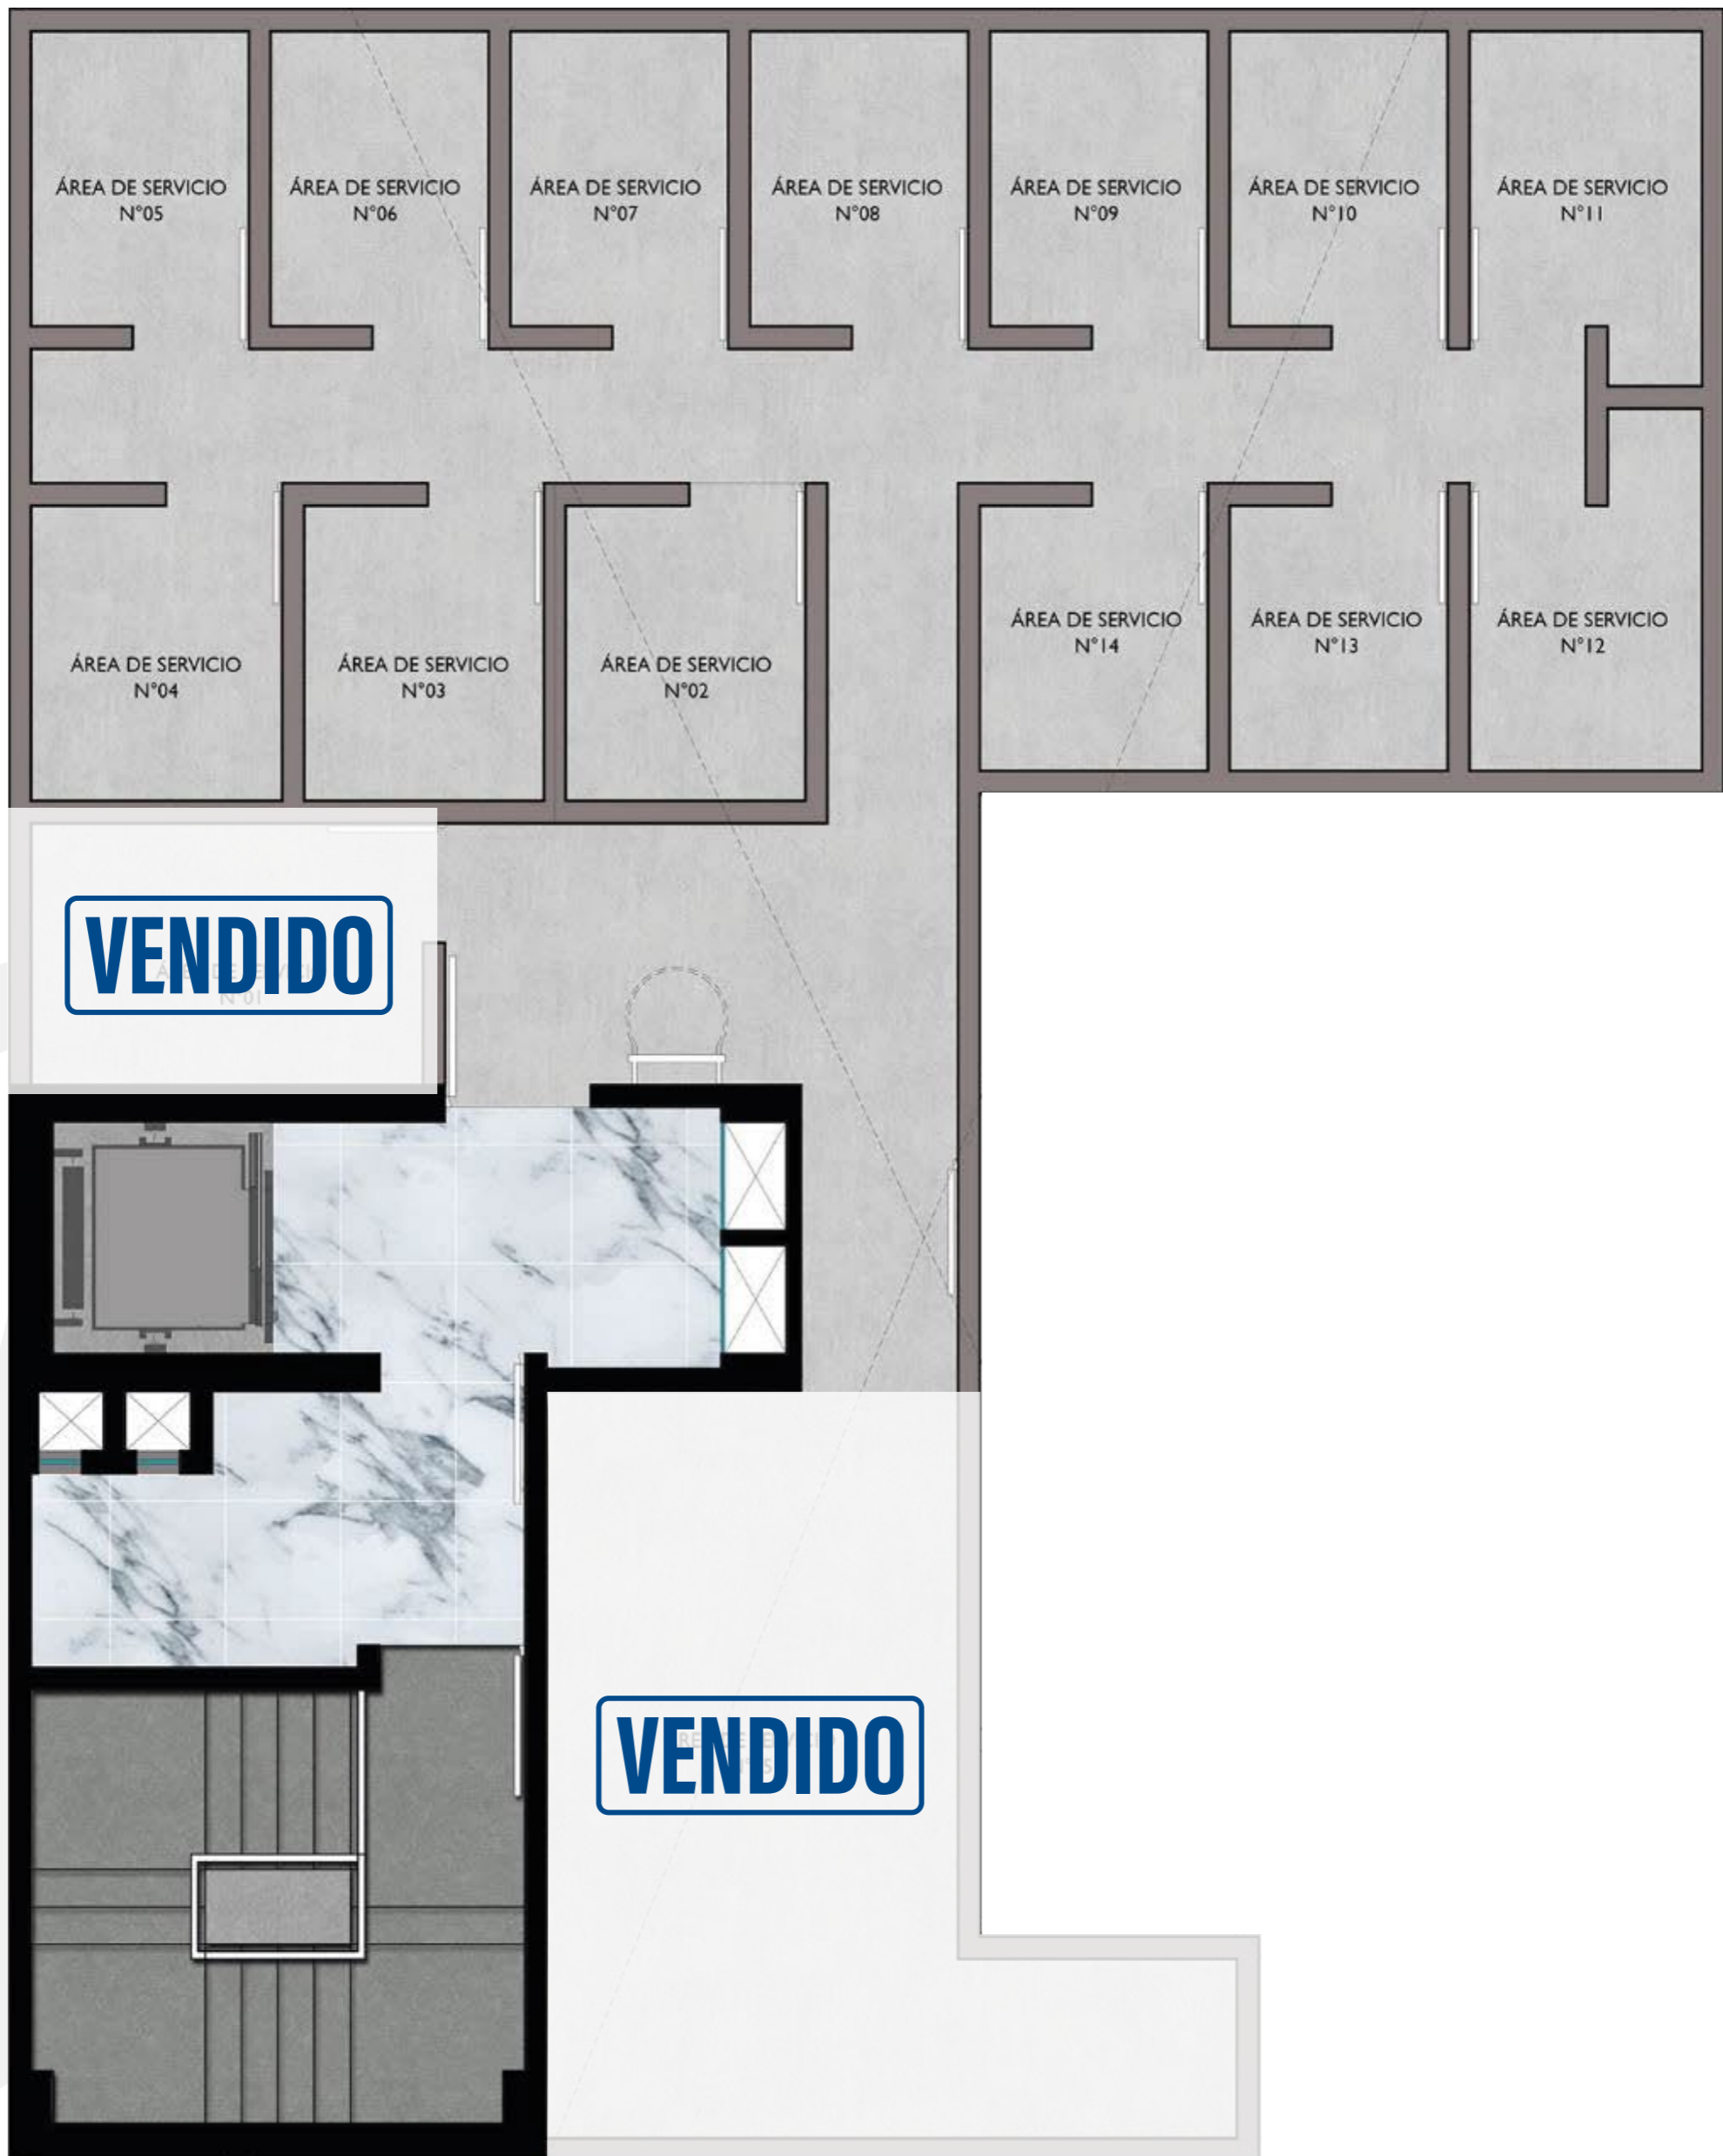 ÁREA DE SERVICIO
N°05
ÁREA DE SERVICIO
N°06
ÁREA DE SERVICIO
N°07
ÁREA DE SERVICIO
N°08
ÁREA DE SERVICIO
N°09
ÁREA DE SERVICIO
N°10
ÁREA DE SERVICIO
N°11
ÁREA DE SERVICIO
N°04
ÁREA DE SERVICIO
N°03
ÁREA DE SERVICIO
N°02
ÁREA DE SERVICIO
N°14
ÁREA DE SERVICIO
N°13
ÁREA DE SERVICIO
N°12
VENDIDO
VENDIDO